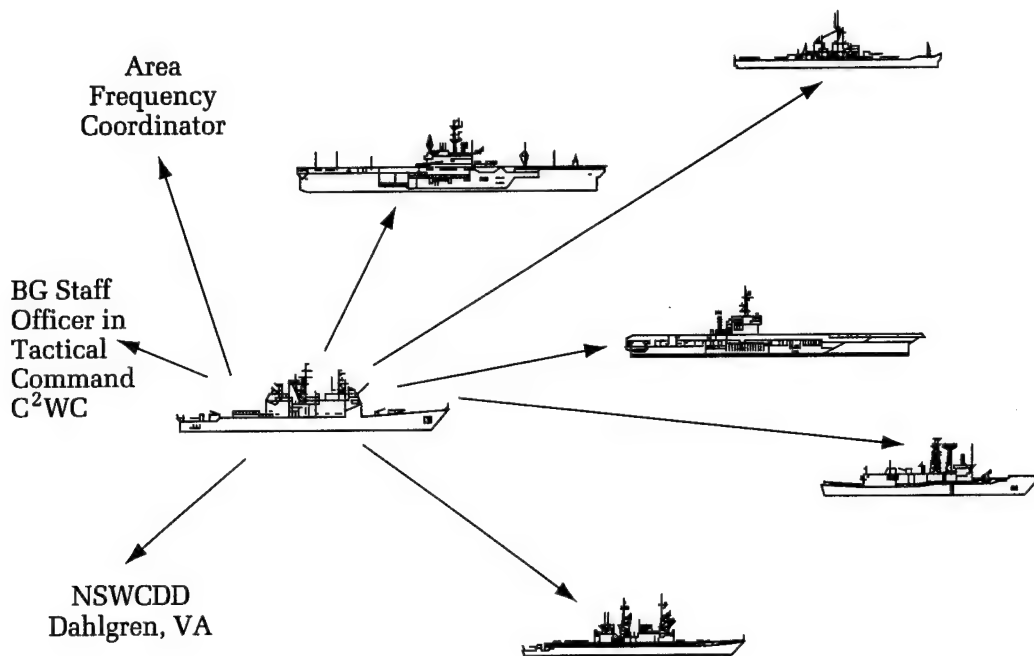 Area
Frequency
Coordinator
BG Staff
Officer in
Tactical
Command
C²WC
NSWCDD
Dahlgren, VA